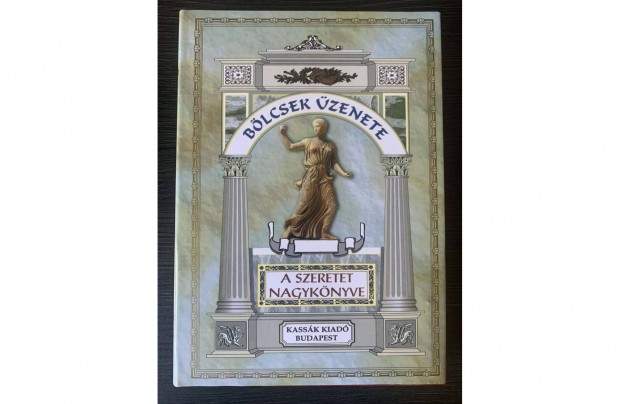 BÖLCSEK ÜZENETE
A SZERETET
NAGYKÖNYVE
KASSÁK KIADÓ
BUDAPEST